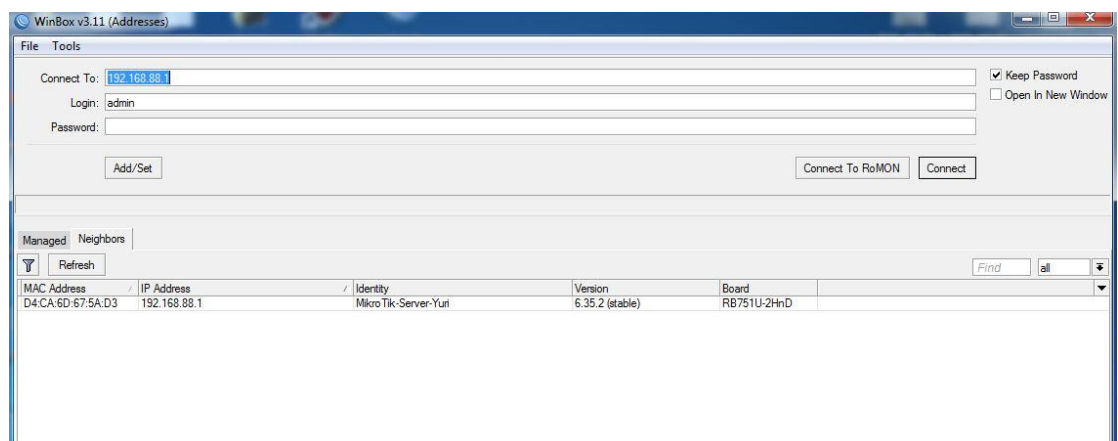 WinBox v3.11 (Addresses)
File Tools
Connect To: 192.168.88.1
Keep Password
Login: admin
Open In New Window
Password:
Add/Set
Connect To RoMON
Connect
Managed Neighbors
Refresh
Find
all
MAC Address IP Address Identity Version Board
D4:CA:6D:67:5A:D3 192.168.88.1 MikroTik-Server-Yuri 6.35.2 (stable) RB751U-2HnD